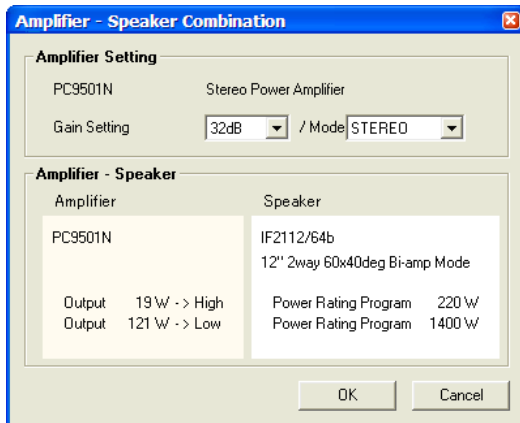 Amplifier - Speaker Combination
Amplifier Setting
PC9501N Stereo Power Amplifier
Gain Setting 32dB / Mode STEREO
Amplifier - Speaker
Amplifier Speaker
PC9501N IF2112/64b
12" 2way 60x40deg Bi-amp Mode
Output 19 W -> High Power Rating Program 220 W
Output 121 W -> Low Power Rating Program 1400 W
OK Cancel